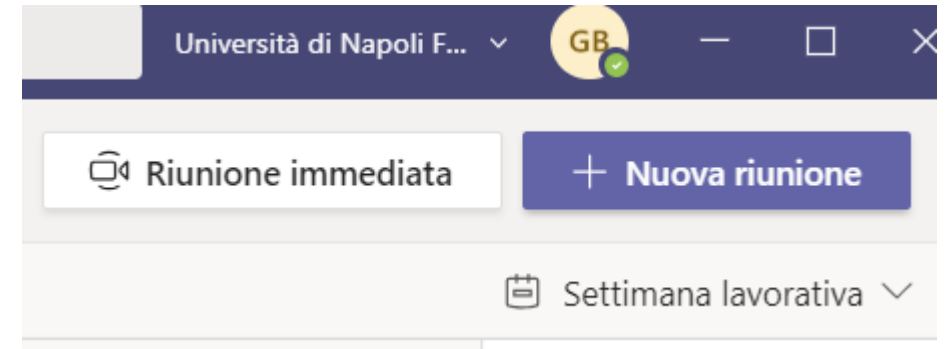 Università di Napoli F... GB
Riunione immediata + Nuova riunione
Settimana lavorativa